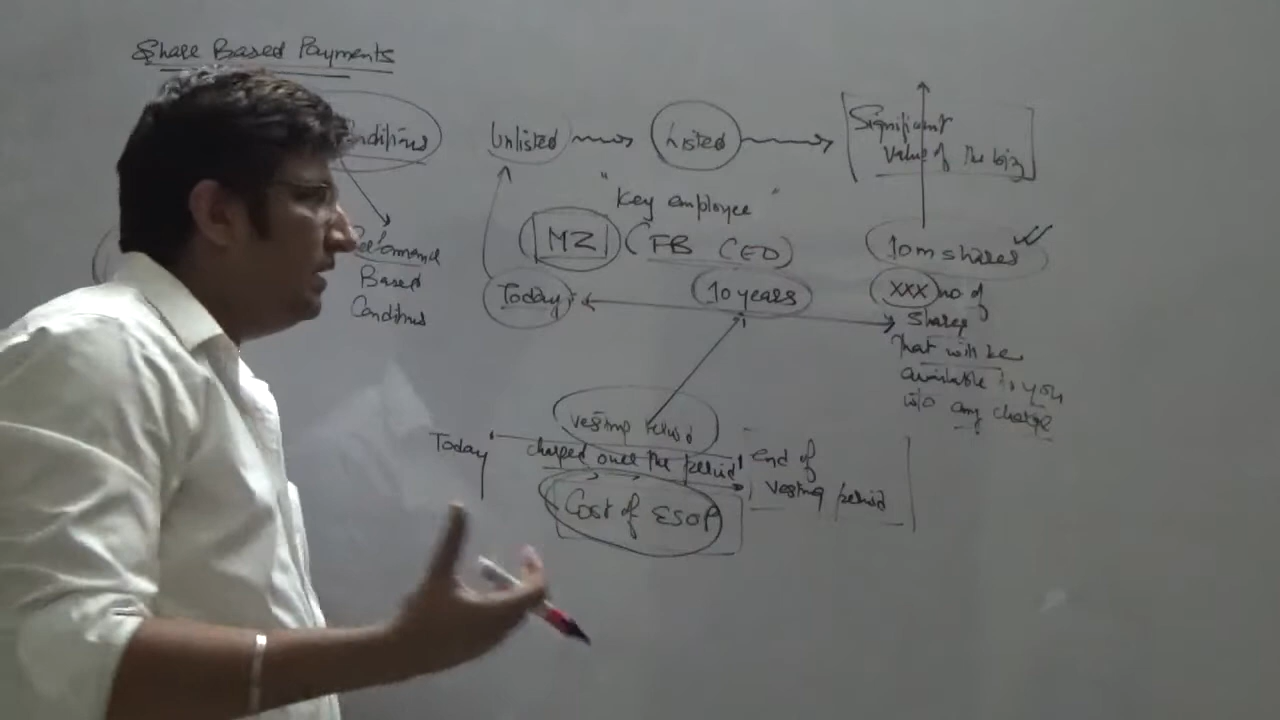 Share Based Payments
Conditions
Performance
Based
Conditions
Unlisted
Listed
Significant
value of the biz
"Key employee"
MZ (FB CEO)
10m shares
Today
10 years
XXX no of
shares
that will be
available to you
w/o any charge
Vesting period
Today
charged over the period
end of
vesting period
Cost of ESOP